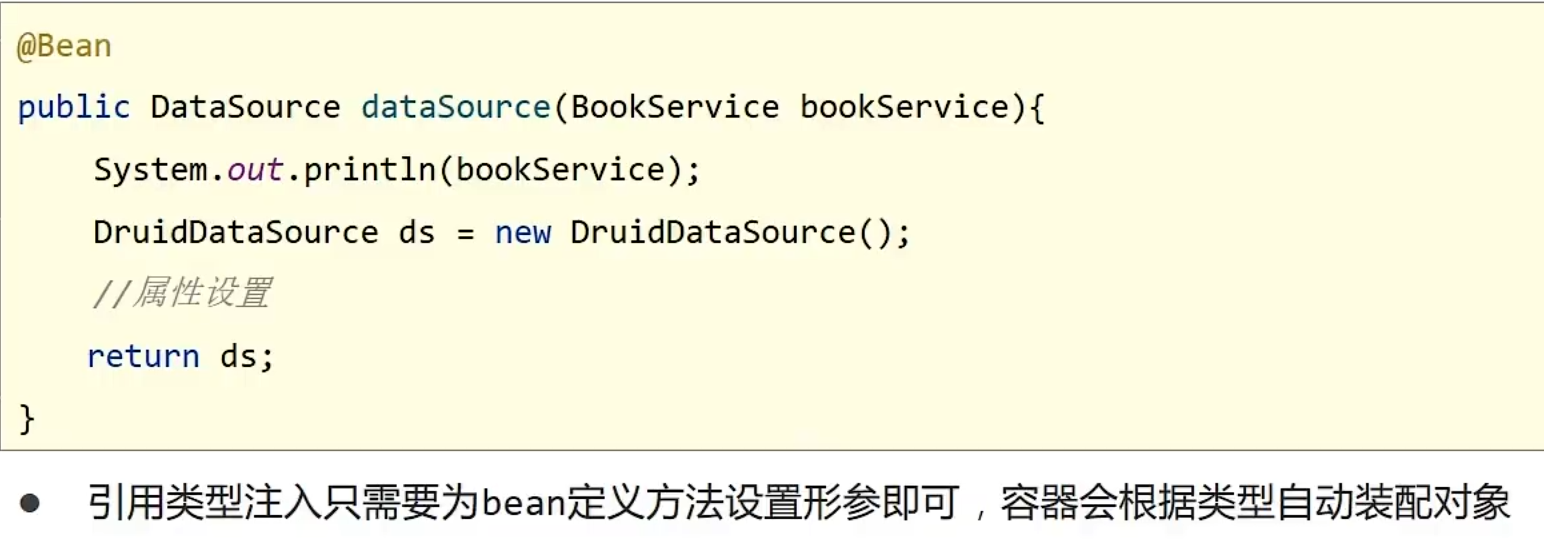 @Bean
public DataSource dataSource(BookService bookService){
System.out.println(bookService);
DruidDataSource ds = new DruidDataSource();
//属性设置
return ds;
}
● 引用类型注入只需要为bean定义方法设置形参即可，容器会根据类型自动装配对象